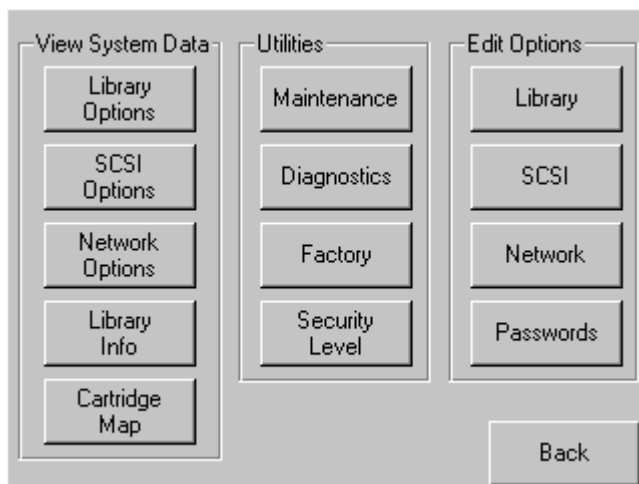 View System Data
Library
Options
SCSI
Options
Network
Options
Library
Info
Cartridge
Map
Utilities
Maintenance
Diagnostics
Factory
Security
Level
Edit Options
Library
SCSI
Network
Passwords
Back